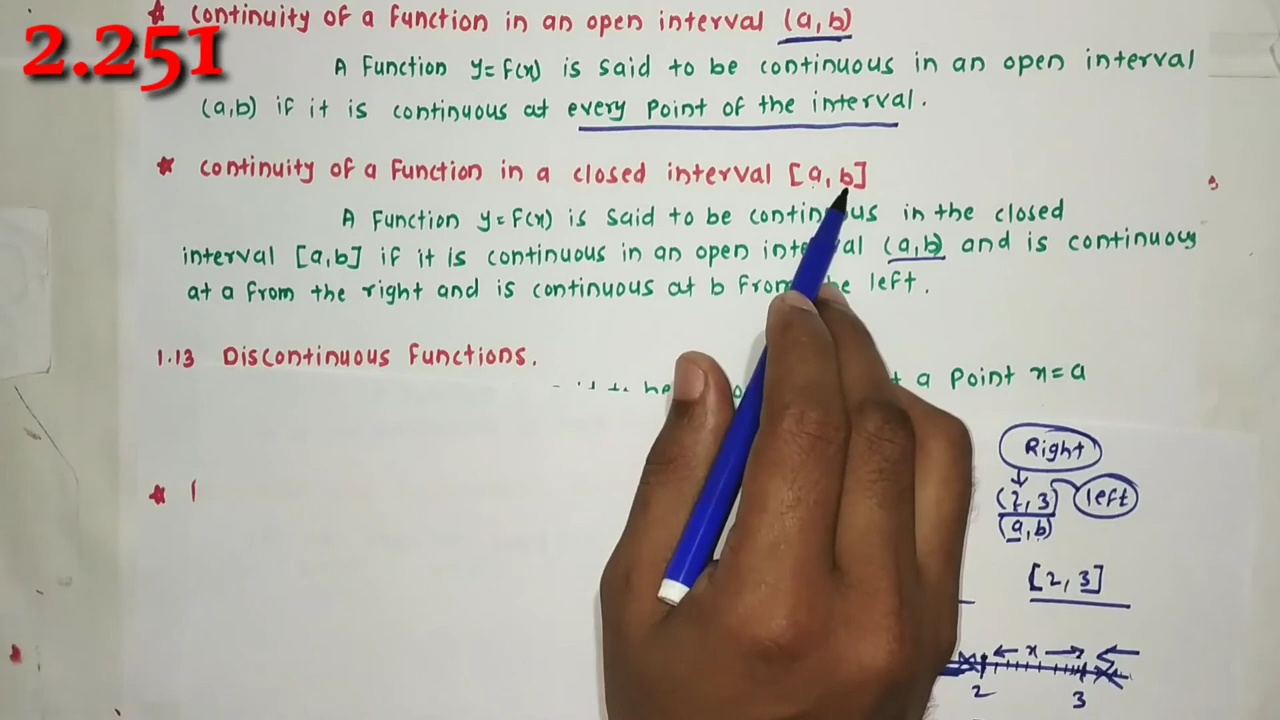 * Continuity of a function in an open interval (a,b)
2.251
A Function y=f(x) is said to be continuous in an open interval
(a,b) if it is continuous at every point of the interval.
* Continuity of a Function in a closed interval [a,b]
A Function y=f(x) is said to be continuous in the closed
interval [a,b] if it is continuous in an open interval (a,b) and is continuous
at a from the right and is continuous at b from the left.
1.13 Discontinuous Functions.
a point x=a
Right
(2,3) left
(a,b)
[2,3]
x
2 3